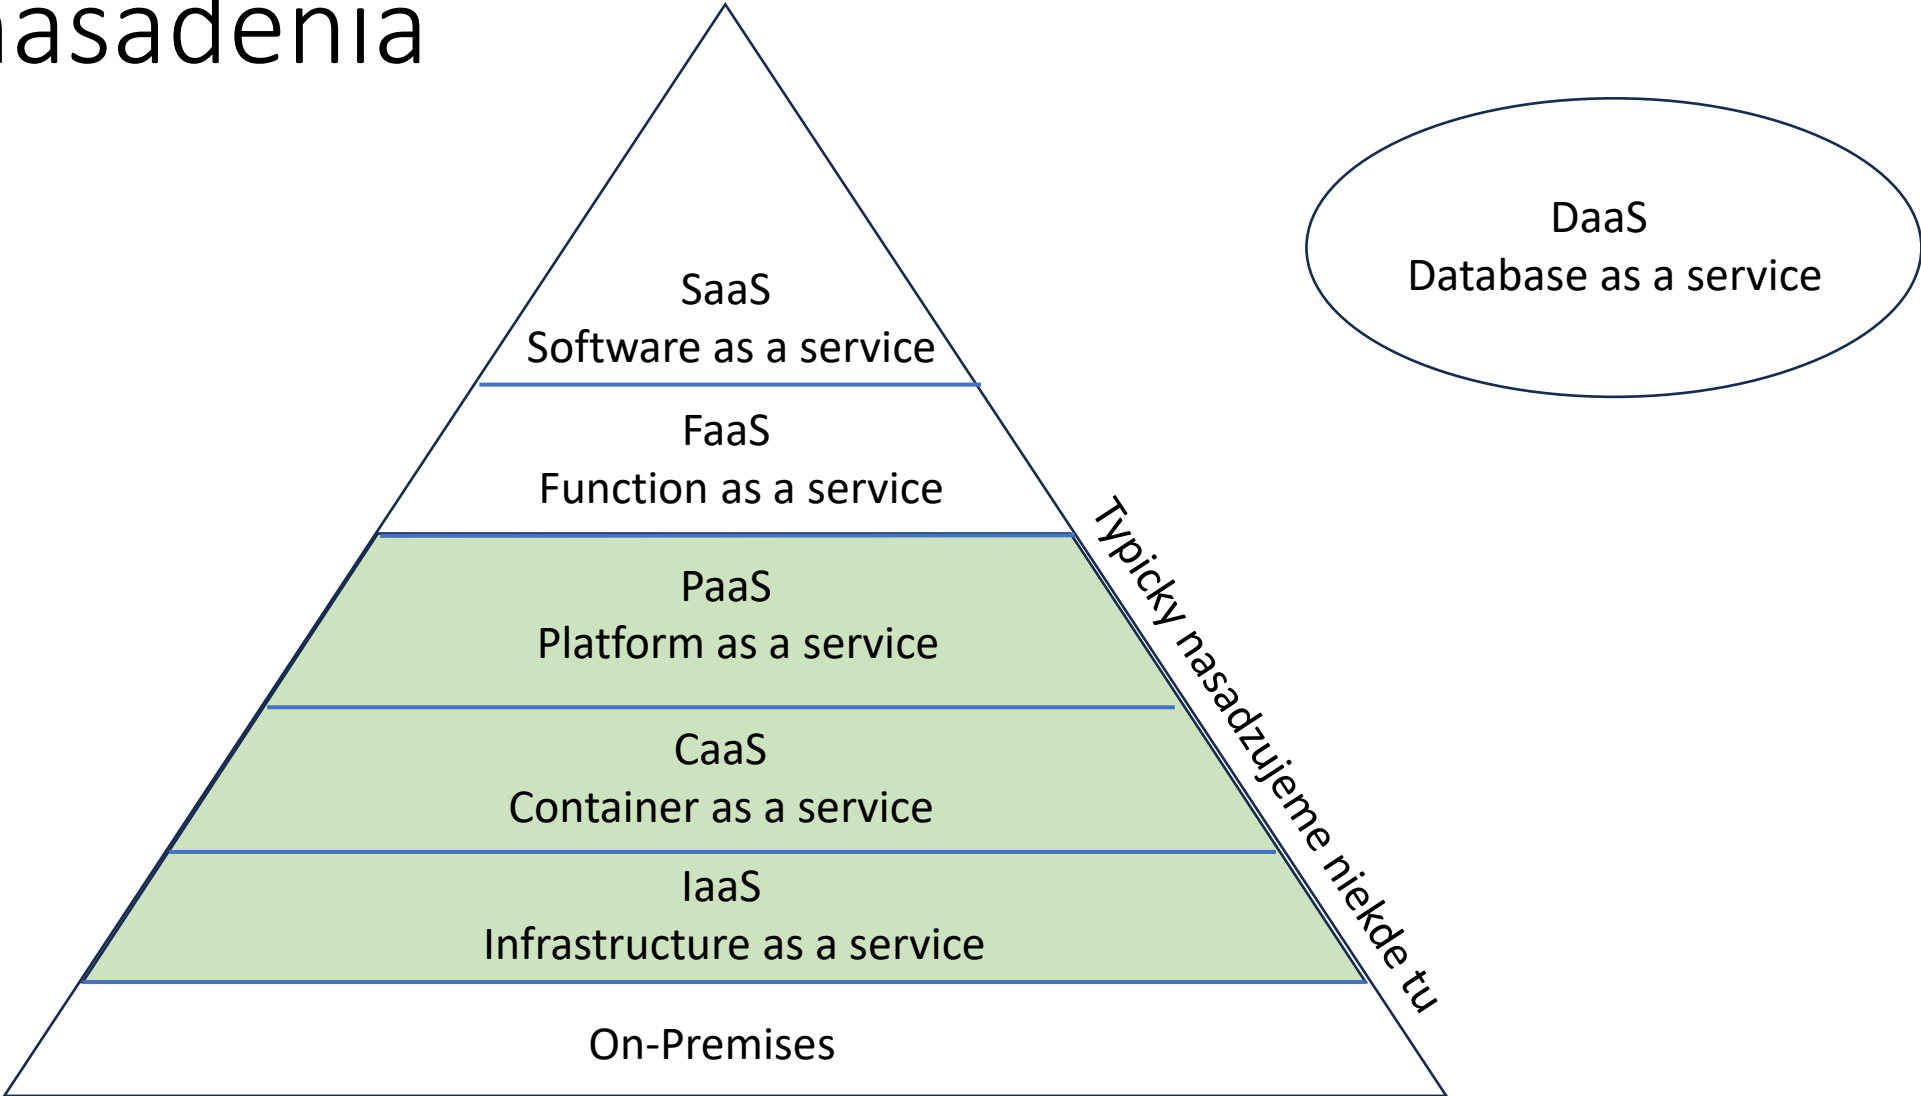 nasadenia
SaaS
Software as a service
FaaS
Function as a service
PaaS
Platform as a service
CaaS
Container as a service
IaaS
Infrastructure as a service
On-Premises
Typicky nasadzujeme niekde tu
DaaS
Database as a service